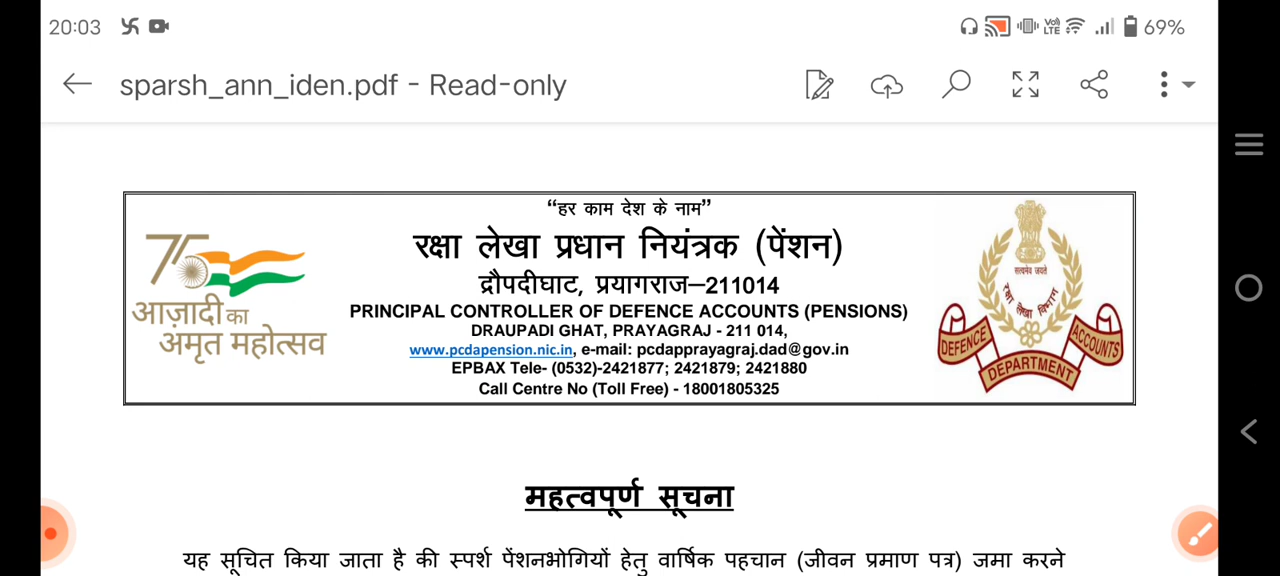 20:03
VoI) LTE 69%
sparsh_ann_iden.pdf - Read-only
“हर काम देश के नाम”
रक्षा लेखा प्रधान नियंत्रक (पेंशन)
द्रौपदीघाट, प्रयागराज–211014
PRINCIPAL CONTROLLER OF DEFENCE ACCOUNTS (PENSIONS)
DRAUPADI GHAT, PRAYAGRAJ - 211 014,
www.pcdapension.nic.in, e-mail: pcdapprayagraj.dad@gov.in
EPBAX Tele- (0532)-2421877; 2421879; 2421880
Call Centre No (Toll Free) - 18001805325
75
आज़ादी का
अमृत महोत्सव
सत्यमेव जयते
रक्षा लेखा विभाग
DEFENCE ACCOUNTS
DEPARTMENT
महत्वपूर्ण सूचना
यह सूचित किया जाता है की स्पर्श पेंशनभोगियों हेतु वार्षिक पहचान (जीवन प्रमाण पत्र) जमा करने